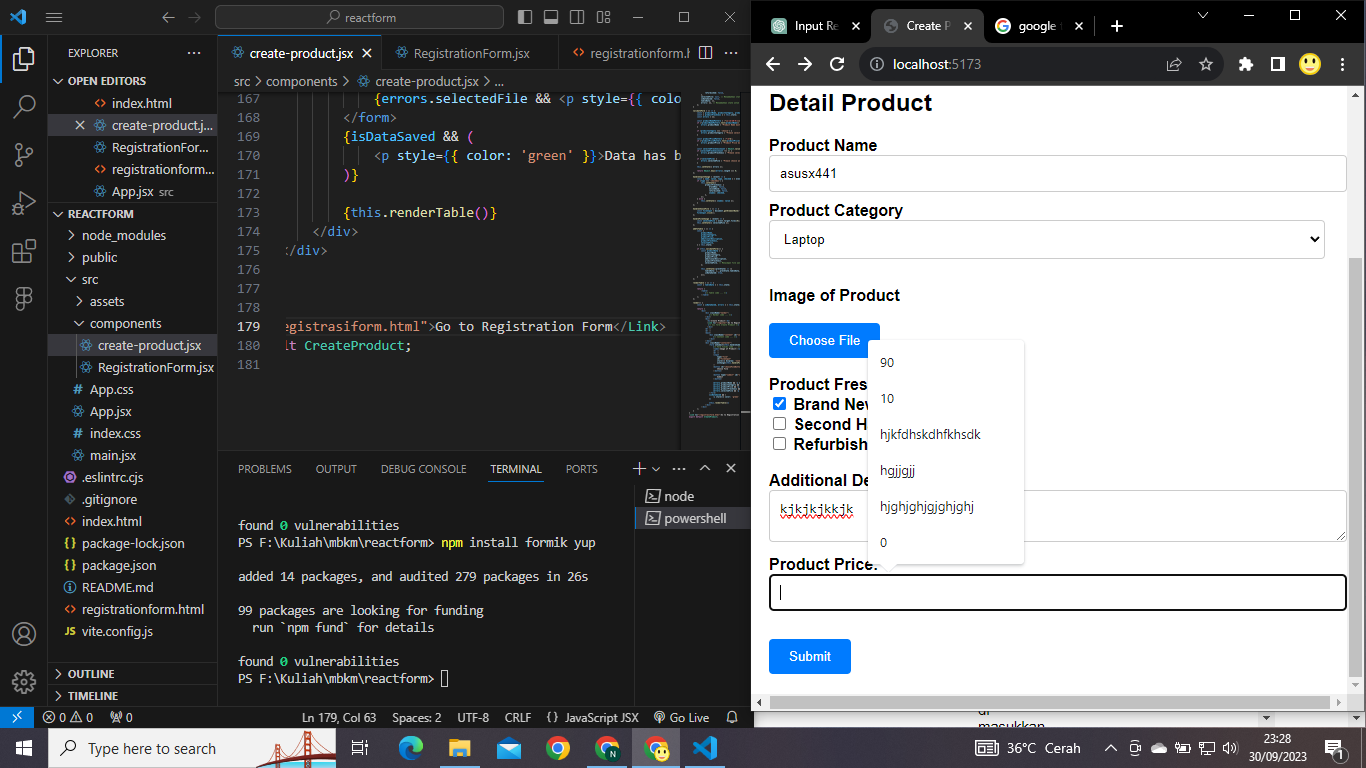 reactform
EXPLORER
OPEN EDITORS
index.html
create-product.j...
RegistrationFor...
registrationform...
App.jsx src
REACTFORM
node_modules
public
src
assets
components
create-product.jsx
RegistrationForm.jsx
App.css
App.jsx
index.css
main.jsx
.eslintrc.cjs
.gitignore
index.html
package-lock.json
package.json
README.md
registrationform.html
vite.config.js
OUTLINE
TIMELINE
create-product.jsx
RegistrationForm.jsx
registrationform.h
src > components > create-product.jsx > ...
167 {errors.selectedFile && <p style={{ colo
168 </form>
169 {isDataSaved && (
170 <p style={{ color: 'green' }}>Data has b
171 )}
172
173 {this.renderTable()}
174 </div>
175 </div>
176
177
178
179 egistrasiform.html">Go to Registration Form</Link>
180 lt CreateProduct;
181
PROBLEMS OUTPUT DEBUG CONSOLE TERMINAL PORTS
node
powershell
found 0 vulnerabilities
PS F:\Kuliah\mbkm\reactform> npm install formik yup
added 14 packages, and audited 279 packages in 26s
99 packages are looking for funding
run `npm fund` for details
found 0 vulnerabilities
PS F:\Kuliah\mbkm\reactform>
0 0 0 Ln 179, Col 63 Spaces: 2 UTF-8 CRLF {} JavaScript JSX Go Live
Input Re
Create P
google
localhost:5173
Detail Product
Product Name
asusx441
Product Category
Laptop
Image of Product
Choose File
Product Fres
Brand New
Second H
Refurbish
90
10
hjkfdhskdhfkhsdk
hgjjgjj
hjghjghjgjghjghj
0
Additional De
kjkjkjkkjk
Product Price:
Submit
masukkan
Type here to search
36°C Cerah
23:28
30/09/2023
1